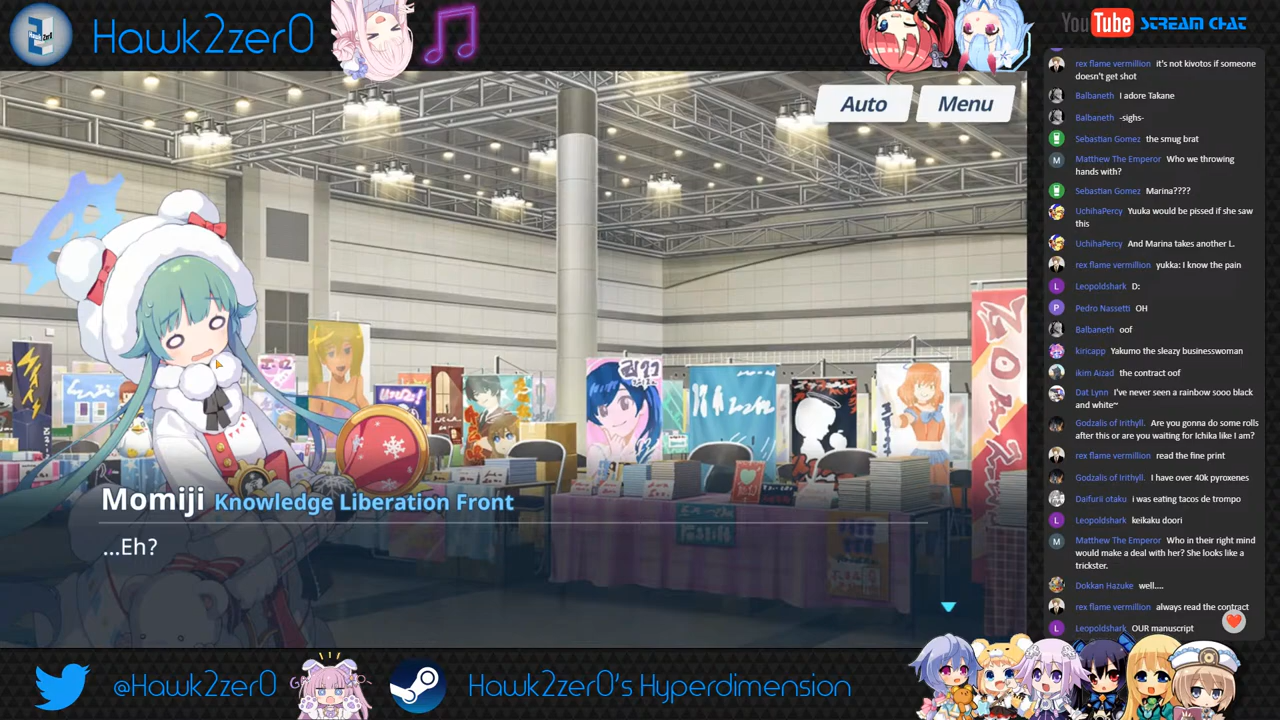 Hawk2zer0
YouTube STREAM CHAT
Auto
Menu
rex flame vermillion it's not kivotos if someone
doesn't get shot
Balbaneth I adore Takane
Balbaneth -sighs-
Sebastian Gomez the smug brat
Matthew The Emperor Who we throwing
hands with?
Sebastian Gomez Marina????
UchihaPercy Yuuka would be pissed if she saw
this
UchihaPercy And Marina takes another L.
rex flame vermillion yukka: I know the pain
Leopoldshark D:
Pedro Nassetti OH
Balbaneth oof
kiricapp Yakumo the sleazy businesswoman
ikim Aizad the contract oof
Dat Lynn I've never seen a rainbow sooo black
and white~
Godzalis of Irithyll. Are you gonna do some rolls
after this or are you waiting for Ichika like I am?
rex flame vermillion read the fine print
Godzalis of Irithyll. I have over 40k pyroxenes
Daifurii otaku i was eating tacos de trompo
Leopoldshark keikaku doori
Matthew The Emperor Who in their right mind
would make a deal with her? She looks like a
trickster.
Dokkan Hazuke well....
rex flame vermillion always read the contract
Leopoldshark OUR manuscript
Momiji Knowledge Liberation Front
...Eh?
@Hawk2zer0
Hawk2zer0's Hyperdimension